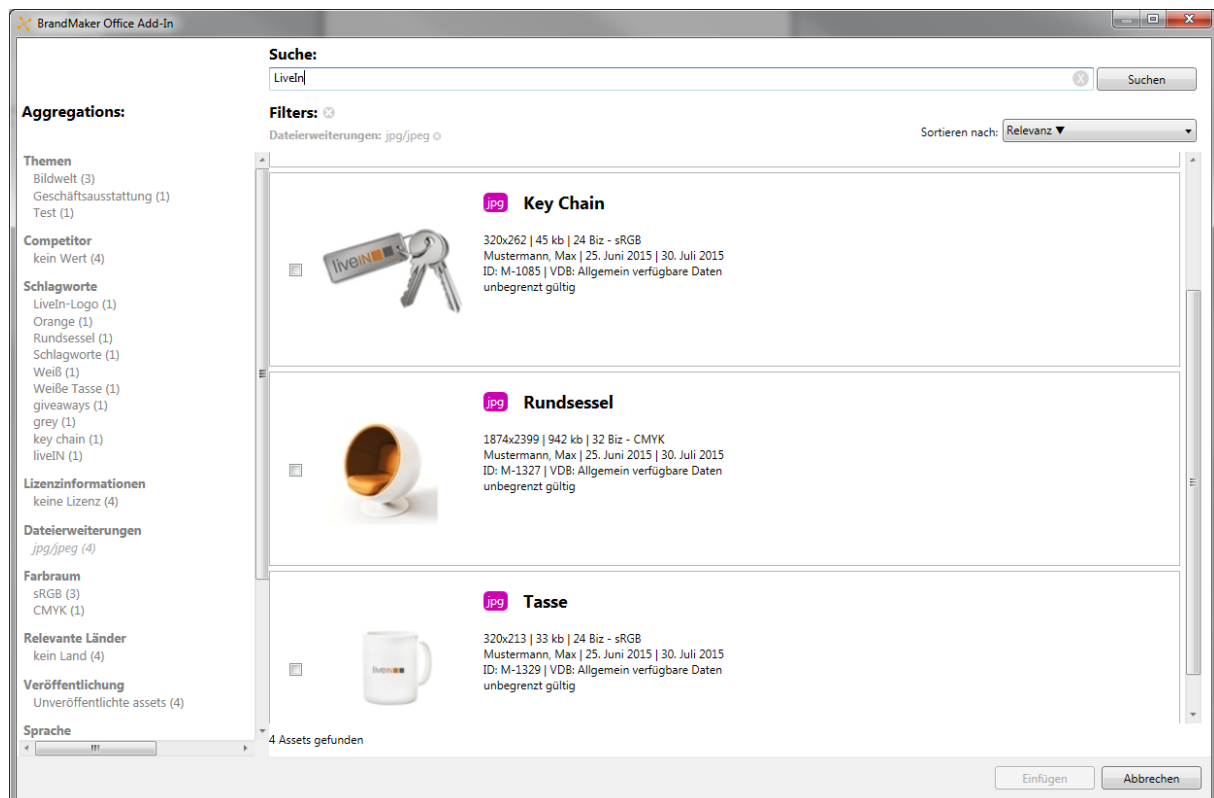 BrandMaker Office Add-In
Suche:
LiveIn
Suchen
Aggregations:
Filters:
Dateierweiterungen: jpg/jpeg
Sortieren nach: Relevanz ▼
Themen
Bildwelt (3)
Geschäftsausstattung (1)
Test (1)
Competitor
kein Wert (4)
Schlagworte
LiveIn-Logo (1)
Orange (1)
Rundsessel (1)
Schlagworte (1)
Weiß (1)
Weiße Tasse (1)
giveaways (1)
grey (1)
key chain (1)
liveIN (1)
Lizenzinformationen
keine Lizenz (4)
Dateierweiterungen
jpg/jpeg (4)
Farbraum
sRGB (3)
CMYK (1)
Relevante Länder
kein Land (4)
Veröffentlichung
Unveröffentlichte assets (4)
Sprache
liveIN
jpg Key Chain
320x262 | 45 kb | 24 Biz - sRGB
Mustermann, Max | 25. Juni 2015 | 30. Juli 2015
ID: M-1085 | VDB: Allgemein verfügbare Daten
unbegrenzt gültig
jpg Rundsessel
1874x2399 | 942 kb | 32 Biz - CMYK
Mustermann, Max | 25. Juni 2015 | 30. Juli 2015
ID: M-1327 | VDB: Allgemein verfügbare Daten
unbegrenzt gültig
liveIN
jpg Tasse
320x213 | 33 kb | 24 Biz - sRGB
Mustermann, Max | 25. Juni 2015 | 30. Juli 2015
ID: M-1329 | VDB: Allgemein verfügbare Daten
unbegrenzt gültig
4 Assets gefunden
Einfügen
Abbrechen